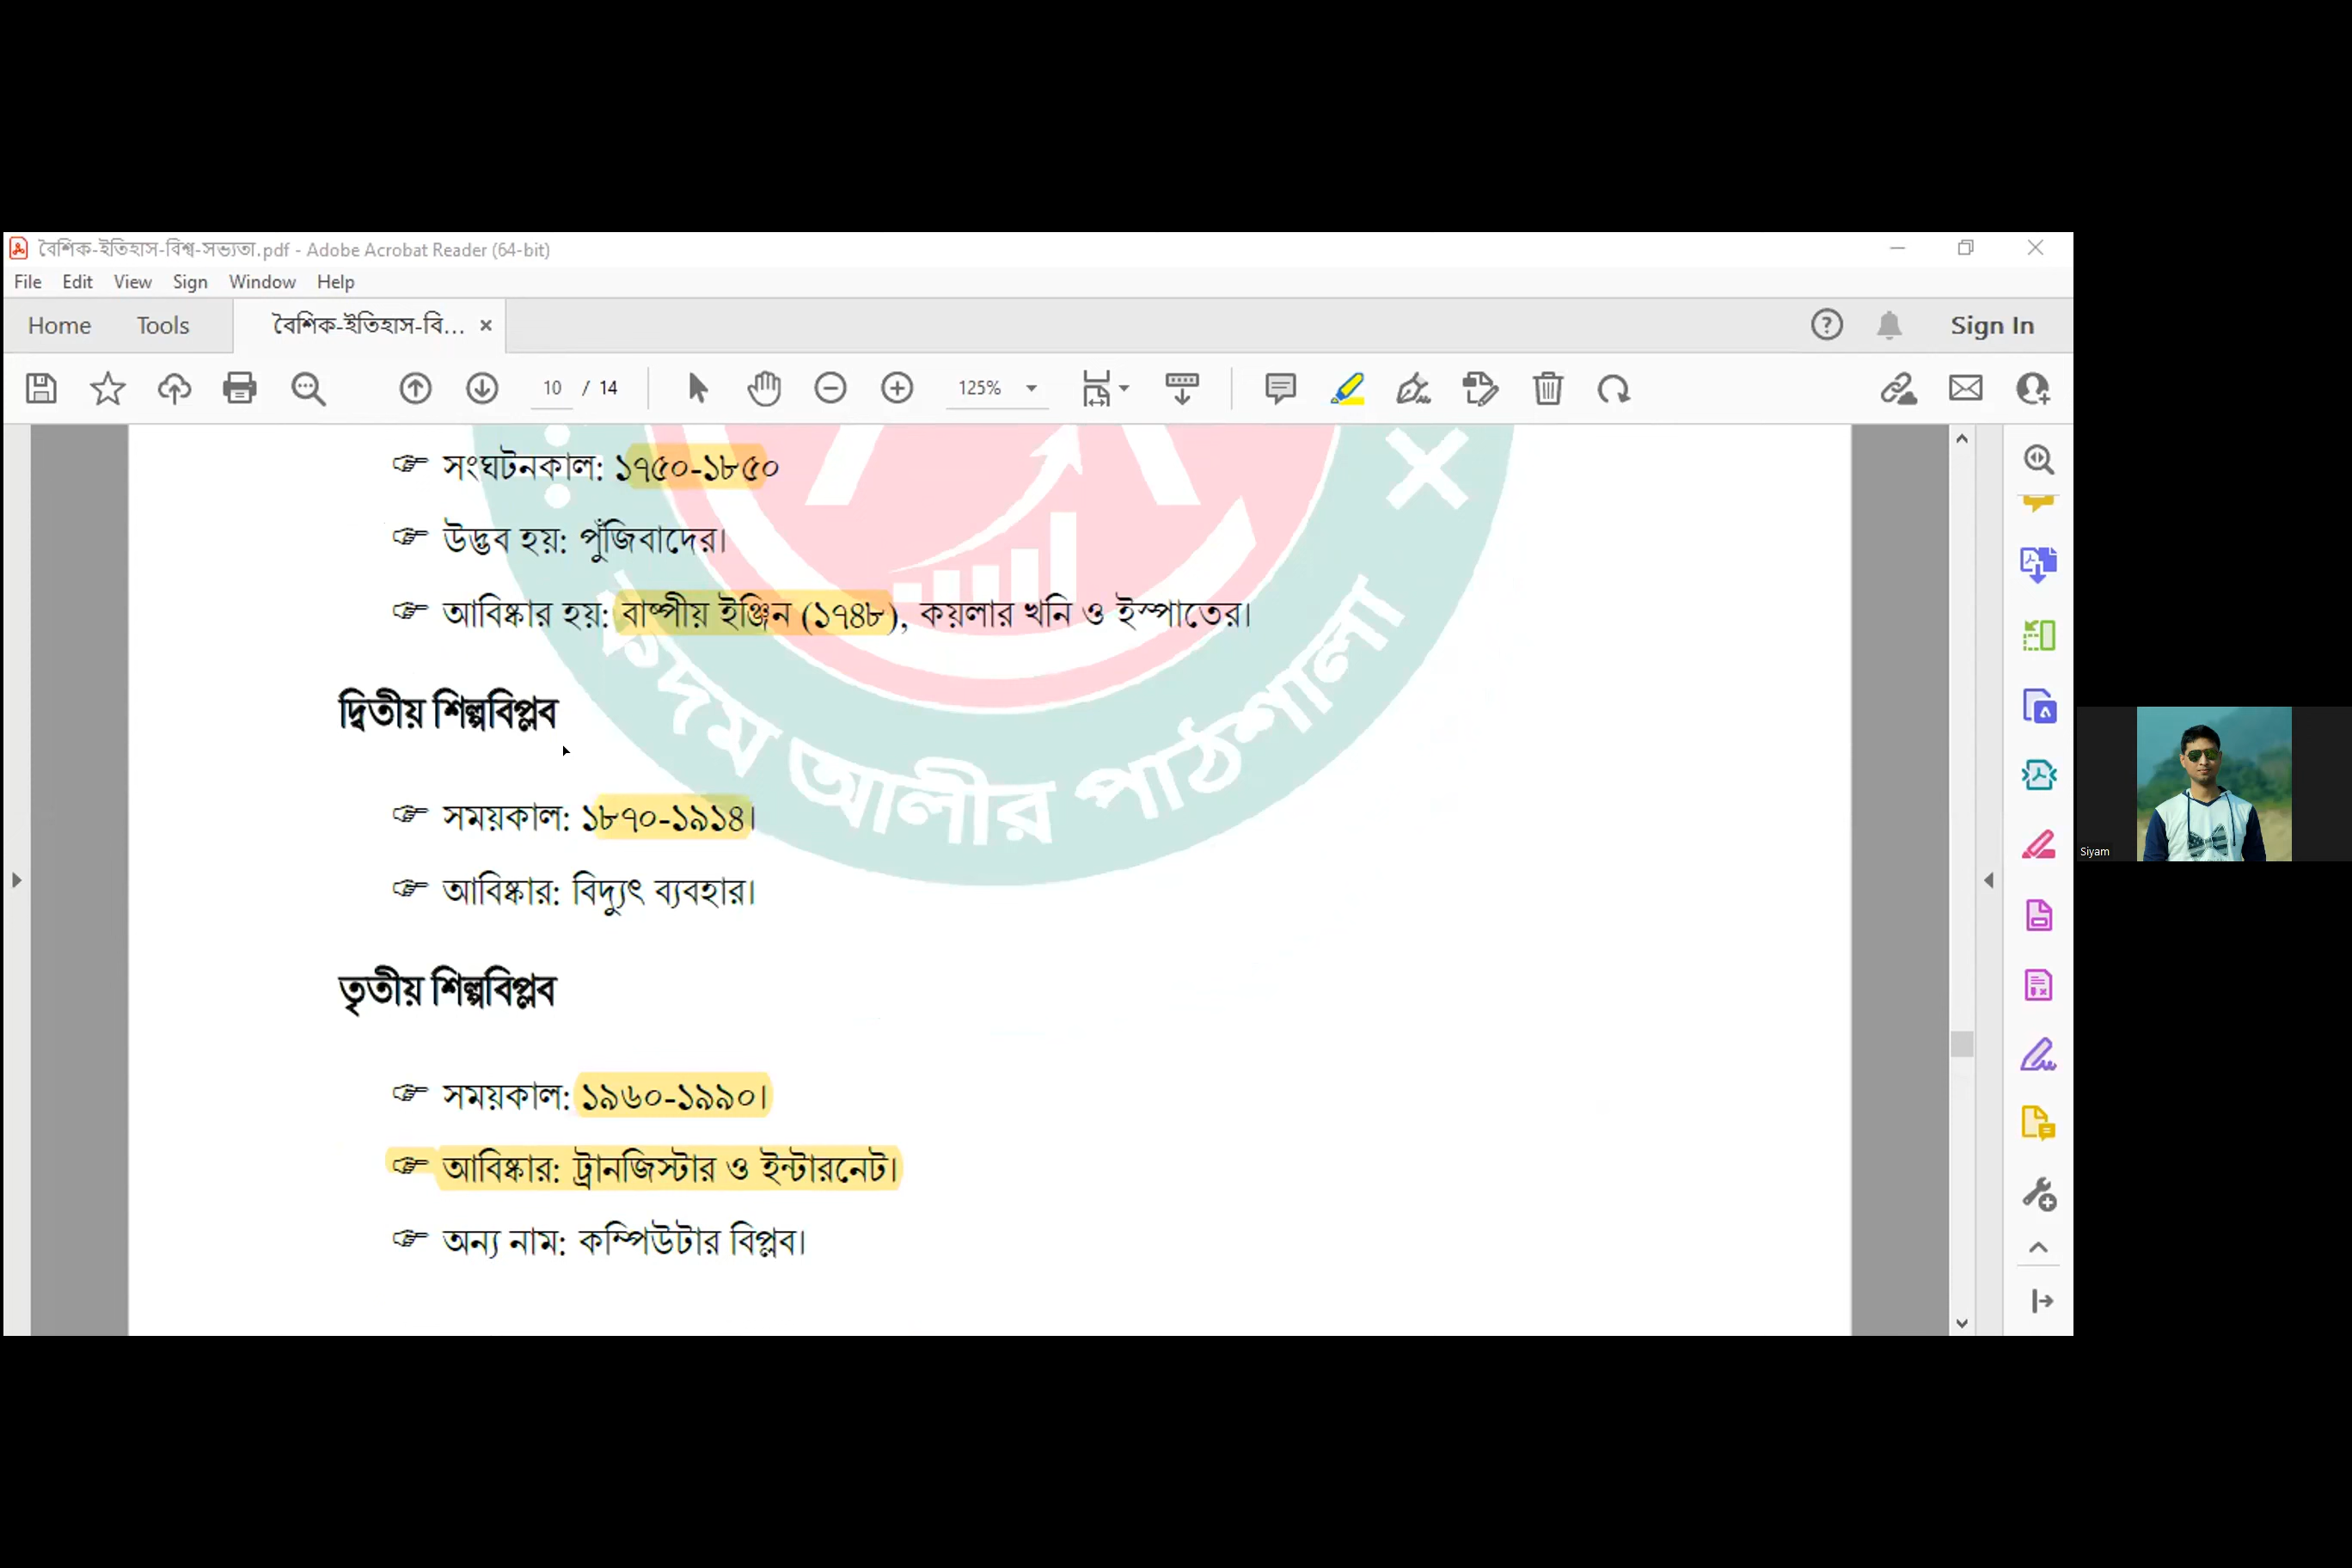 বৈশিক-ইতিহাস-বিশ্ব-সভ্যতা.pdf - Adobe Acrobat Reader (64-bit)
File Edit View Sign Window Help
Home Tools বৈশিক-ইতিহাস-বি... × Sign In
10 / 14 125%
☞ সংঘটনকাল: ১৭৫০-১৮৫০
☞ উদ্ভব হয়: পুঁজিবাদের।
☞ আবিষ্কার হয়: বাষ্পীয় ইঞ্জিন (১৭৪৮), কয়লার খনি ও ইস্পাতের।
দ্বিতীয় শিল্পবিপ্লব
কদম আলীর পাঠশালা
☞ সময়কাল: ১৮৭০-১৯১৪।
Siyam
☞ আবিষ্কার: বিদ্যুৎ ব্যবহার।
তৃতীয় শিল্পবিপ্লব
☞ সময়কাল: ১৯৬০-১৯৯০।
☞ আবিষ্কার: ট্রানজিস্টার ও ইন্টারনেট।
☞ অন্য নাম: কম্পিউটার বিপ্লব।